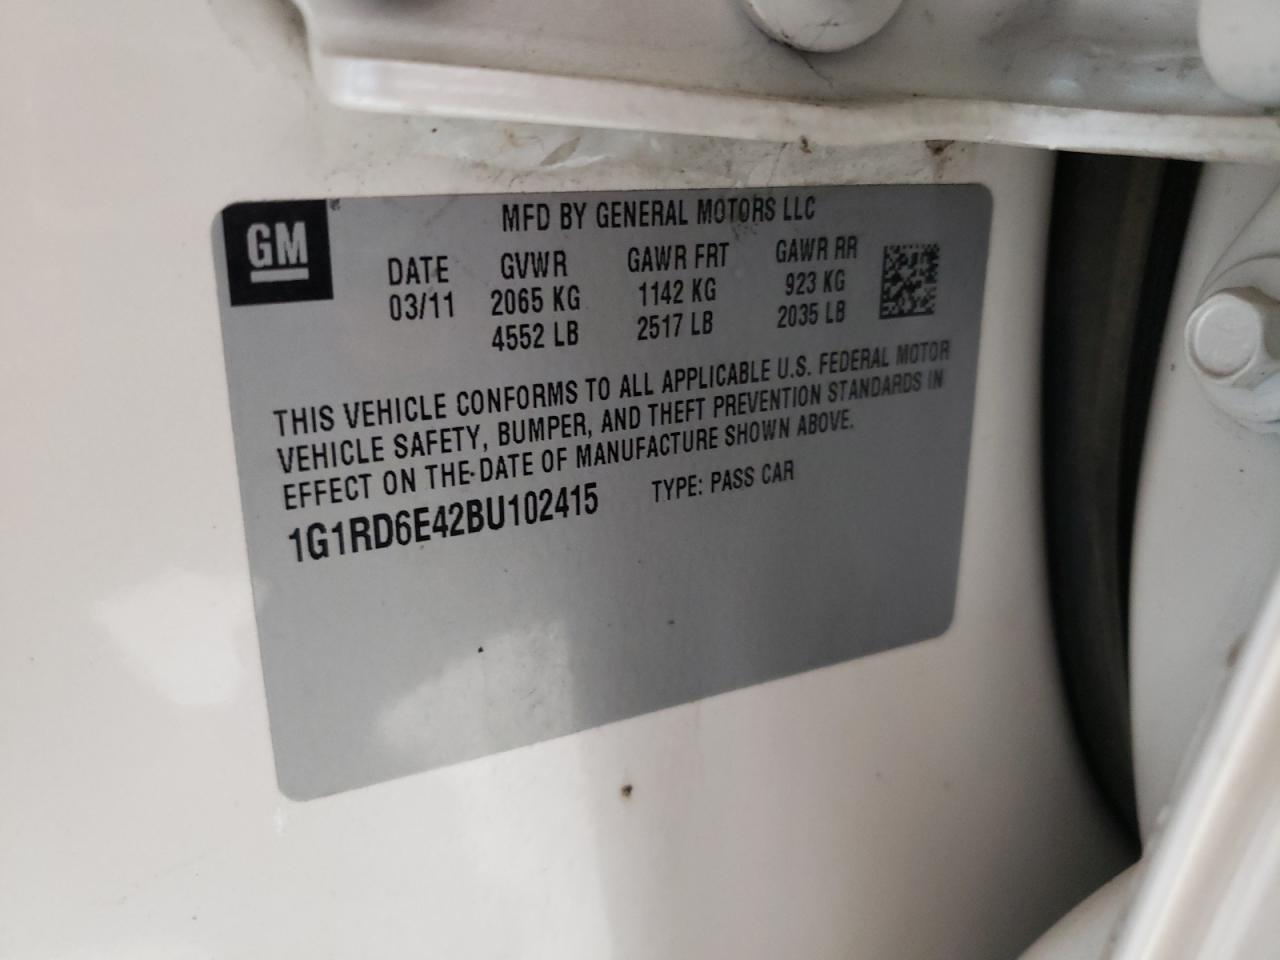 GM
MFD BY GENERAL MOTORS LLC
DATE GVWR GAWR FRT GAWR RR
03/11 2065 KG 1142 KG 923 KG
4552 LB 2517 LB 2035 LB
THIS VEHICLE CONFORMS TO ALL APPLICABLE U.S. FEDERAL MOTOR
VEHICLE SAFETY, BUMPER, AND THEFT PREVENTION STANDARDS IN
EFFECT ON THE DATE OF MANUFACTURE SHOWN ABOVE.
1G1RD6E42BU102415 TYPE: PASS CAR